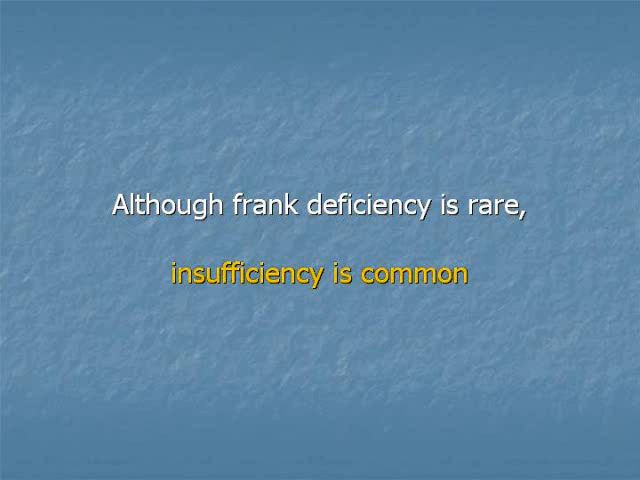 Although frank deficiency is rare,
insufficiency is common